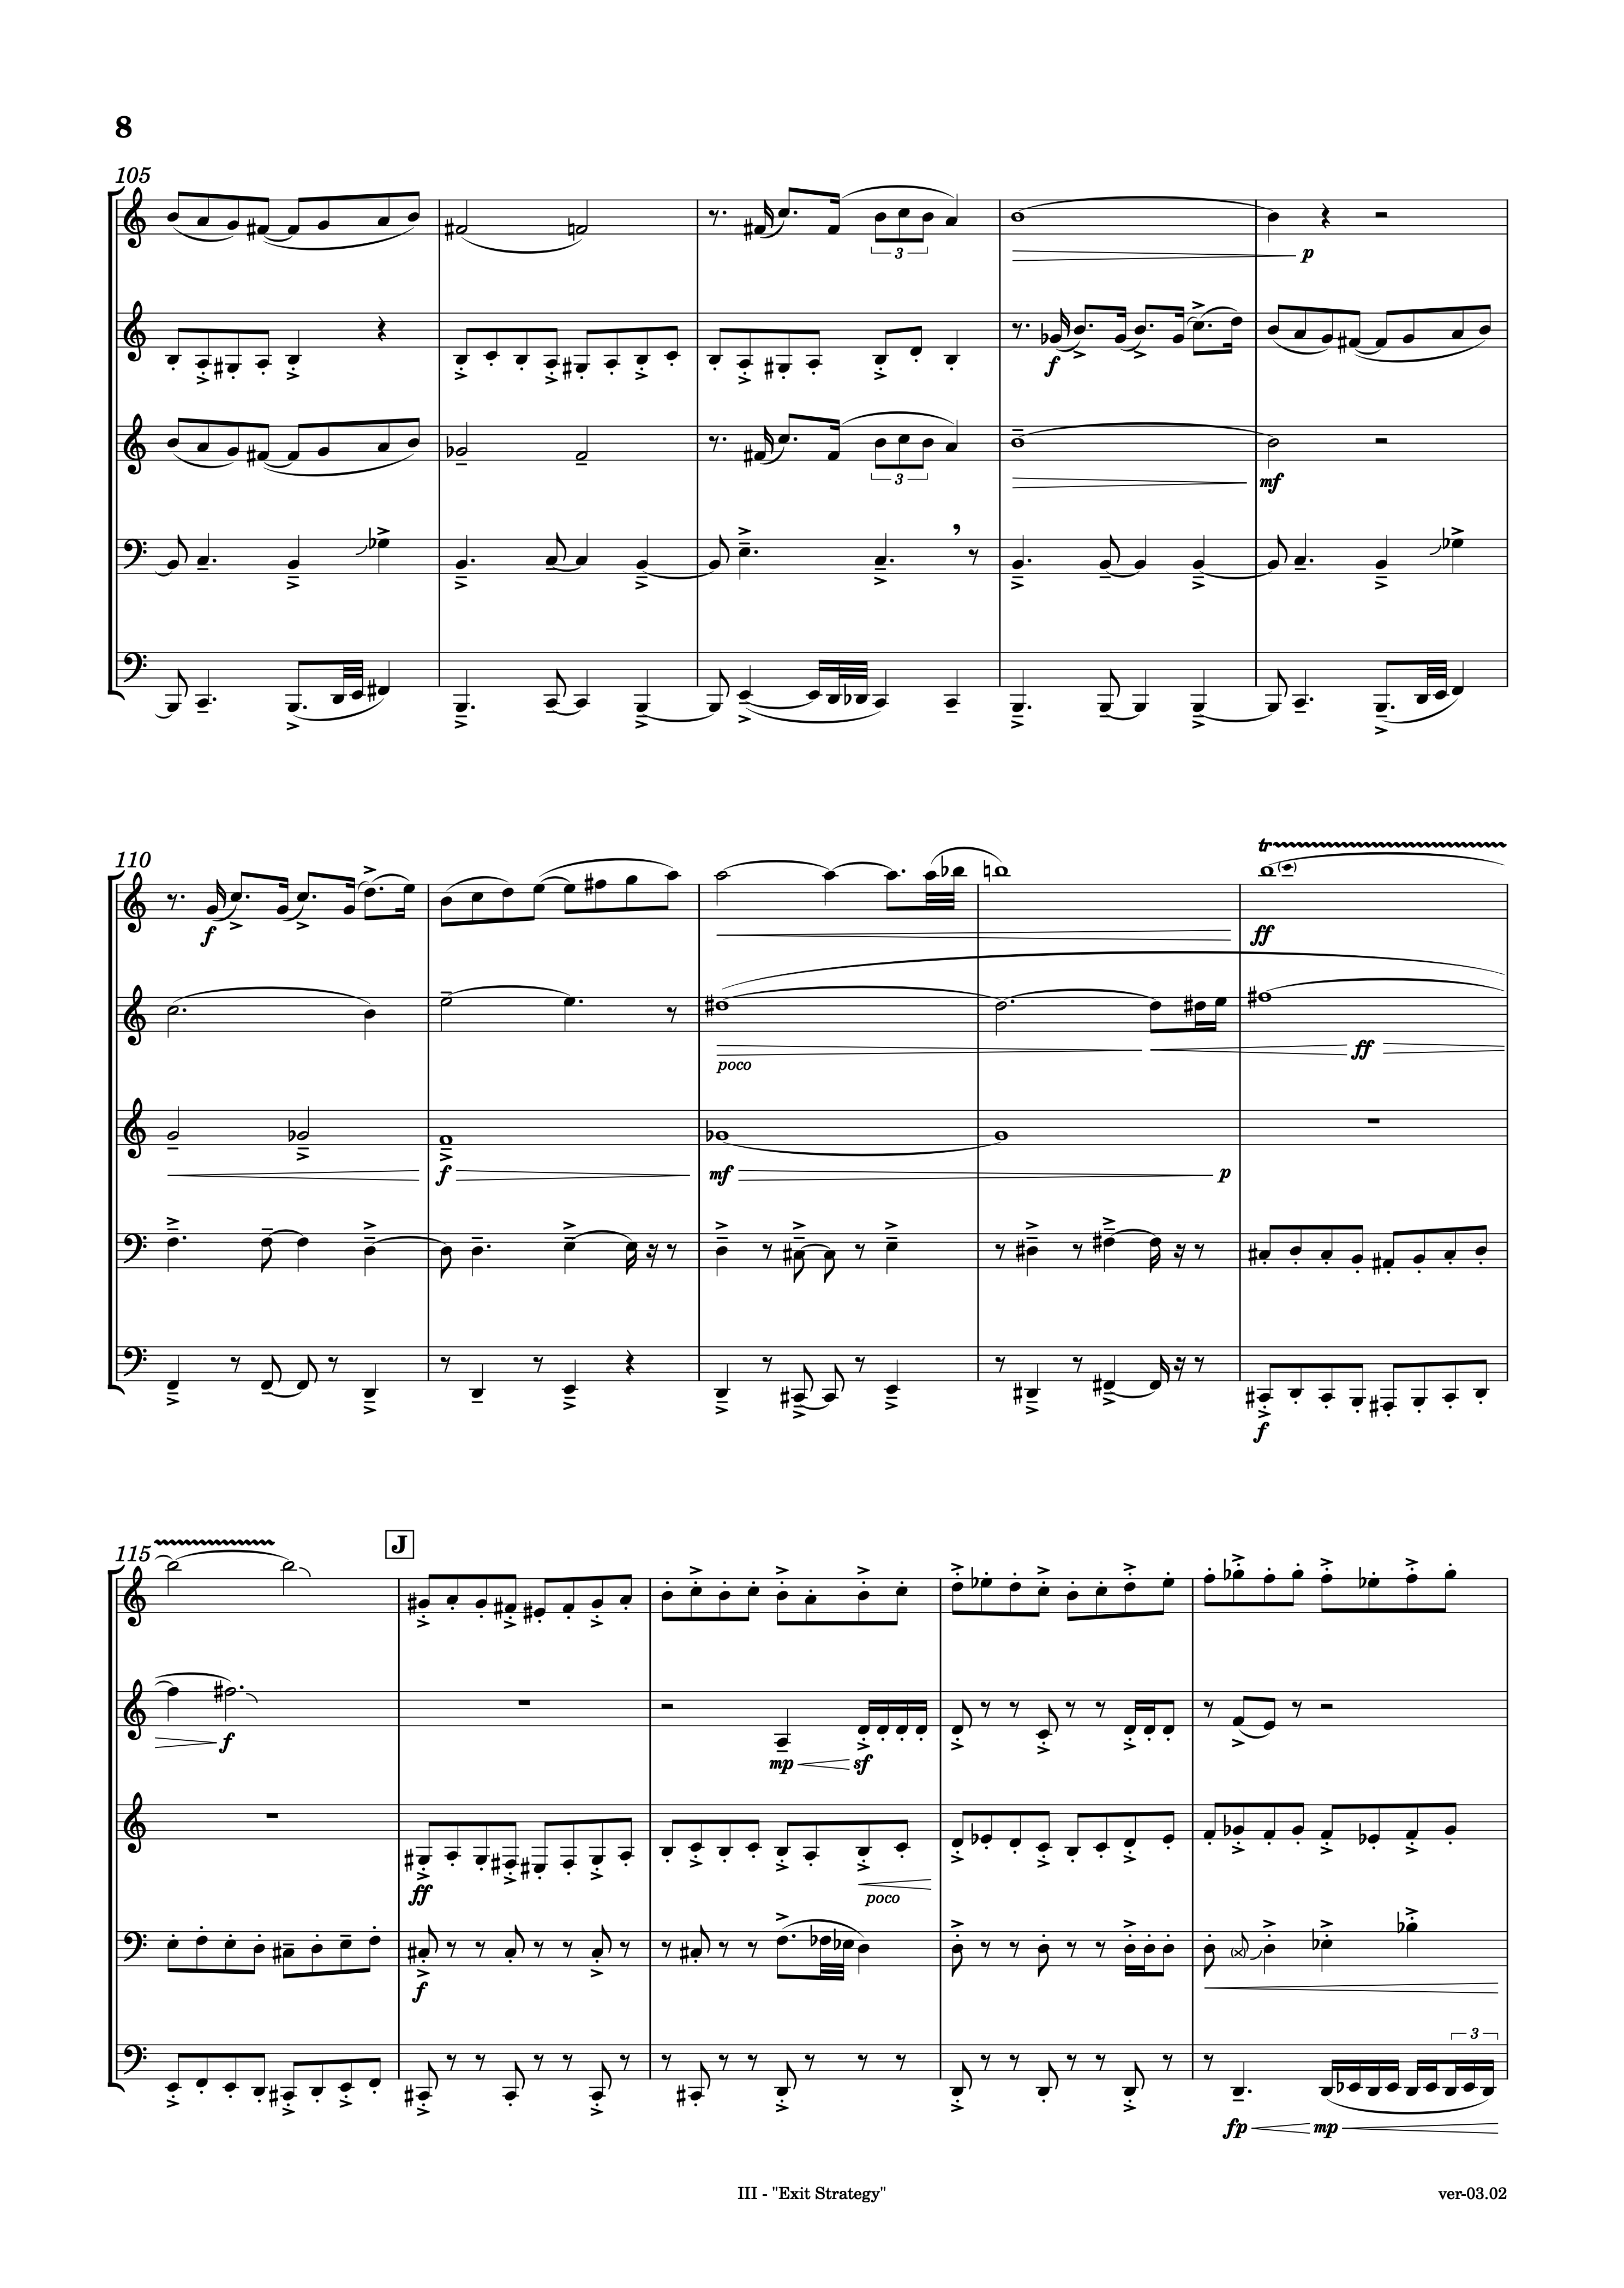 8
105
3
p
f
3
mf
110
tr
f
ff
poco
ff
f
mf
p
f
115
J
f
mp
sf
ff
poco
f
3
fp
mp
III - "Exit Strategy"
ver-03.02